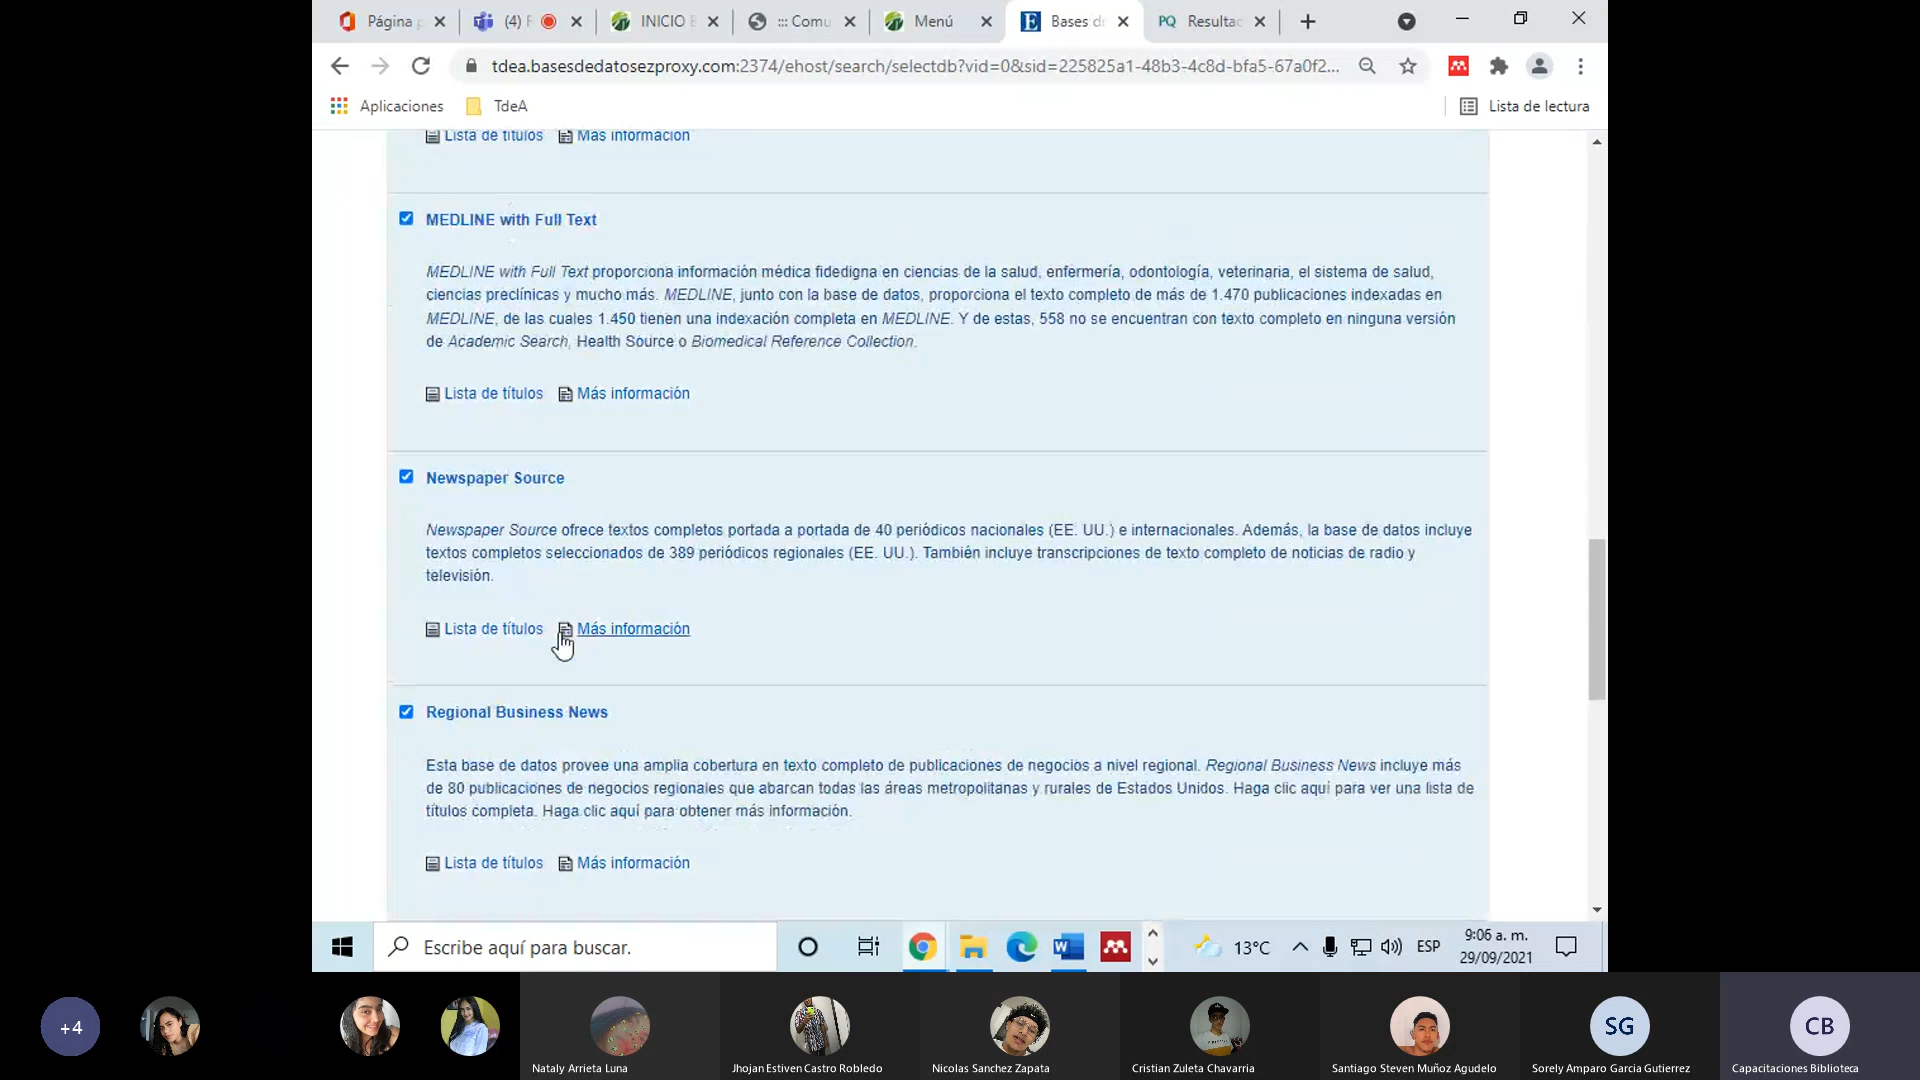 Página p
(4) F
INICIO B
::: Comu
Menú
Bases de
PQ Resultad
tdea.basesdedatosezproxy.com:2374/ehost/search/selectdb?vid=0&sid=225825a1-48b3-4c8d-bfa5-67a0f2...
Aplicaciones TdeA
Lista de lectura
Lista de títulos Más información
MEDLINE with Full Text
MEDLINE with Full Text proporciona información médica fidedigna en ciencias de la salud, enfermería, odontología, veterinaria, el sistema de salud,
ciencias preclínicas y mucho más. MEDLINE, junto con la base de datos, proporciona el texto completo de más de 1.470 publicaciones indexadas en
MEDLINE, de las cuales 1.450 tienen una indexación completa en MEDLINE. Y de estas, 558 no se encuentran con texto completo en ninguna versión
de Academic Search, Health Source o Biomedical Reference Collection.
Lista de títulos Más información
Newspaper Source
Newspaper Source ofrece textos completos portada a portada de 40 periódicos nacionales (EE. UU.) e internacionales. Además, la base de datos incluye
textos completos seleccionados de 389 periódicos regionales (EE. UU.). También incluye transcripciones de texto completo de noticias de radio y
televisión.
Lista de títulos Más información
Regional Business News
Esta base de datos provee una amplia cobertura en texto completo de publicaciones de negocios a nivel regional. Regional Business News incluye más
de 80 publicaciones de negocios regionales que abarcan todas las áreas metropolitanas y rurales de Estados Unidos. Haga clic aquí para ver una lista de
títulos completa. Haga clic aquí para obtener más información.
Lista de títulos Más información
Escribe aquí para buscar.
13°C
ESP
9:06 a. m.
29/09/2021
+4
SG
CB
Nataly Arrieta Luna
Jhojan Estiven Castro Robledo
Nicolas Sanchez Zapata
Cristian Zuleta Chavarria
Santiago Steven Muñoz Agudelo
Sorely Amparo Garcia Gutierrez
Capacitaciones Biblioteca